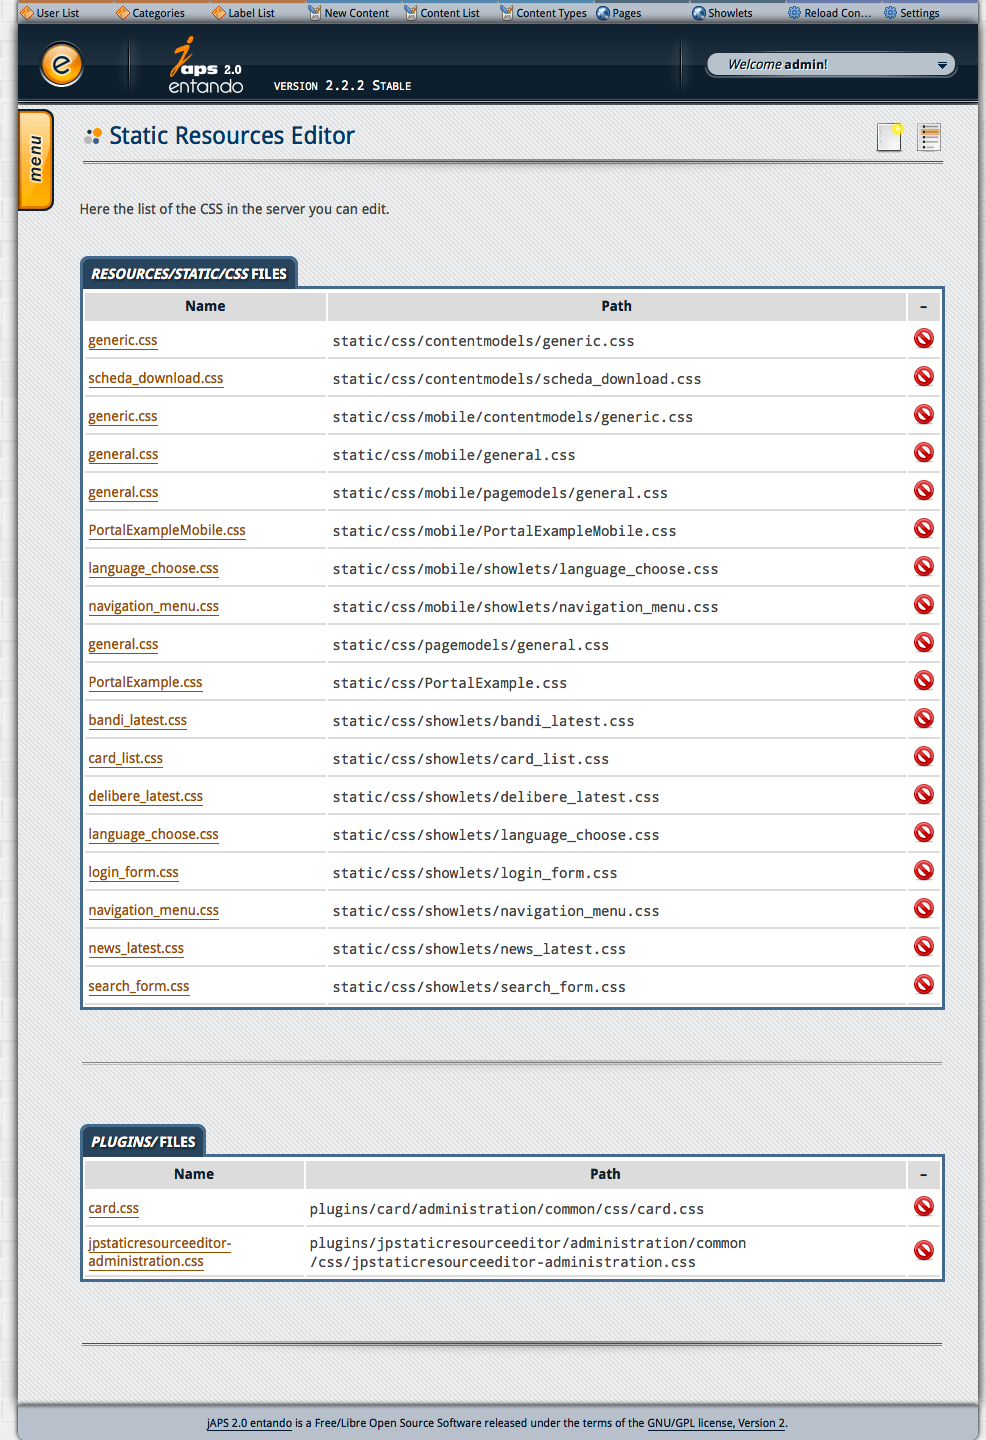 User List Categories Label List New Content Content List Content Types Pages Showlets Reload Con... Settings
e
japs 2.0
entando
VERSION 2.2.2 STABLE
Welcome admin!
menu
Static Resources Editor
Here the list of the CSS in the server you can edit.
RESOURCES/STATIC/CSS FILES
Name Path –
generic.css static/css/contentmodels/generic.css
scheda_download.css static/css/contentmodels/scheda_download.css
generic.css static/css/mobile/contentmodels/generic.css
general.css static/css/mobile/general.css
general.css static/css/mobile/pagemodels/general.css
PortalExampleMobile.css static/css/mobile/PortalExampleMobile.css
language_choose.css static/css/mobile/showlets/language_choose.css
navigation_menu.css static/css/mobile/showlets/navigation_menu.css
general.css static/css/pagemodels/general.css
PortalExample.css static/css/PortalExample.css
bandi_latest.css static/css/showlets/bandi_latest.css
card_list.css static/css/showlets/card_list.css
delibere_latest.css static/css/showlets/delibere_latest.css
language_choose.css static/css/showlets/language_choose.css
login_form.css static/css/showlets/login_form.css
navigation_menu.css static/css/showlets/navigation_menu.css
news_latest.css static/css/showlets/news_latest.css
search_form.css static/css/showlets/search_form.css
PLUGINS/ FILES
Name Path –
card.css plugins/card/administration/common/css/card.css
jpstaticresourceeditor- plugins/jpstaticresourceeditor/administration/common
administration.css /css/jpstaticresourceeditor-administration.css
jAPS 2.0 entando is a Free/Libre Open Source Software released under the terms of the GNU/GPL license, Version 2.